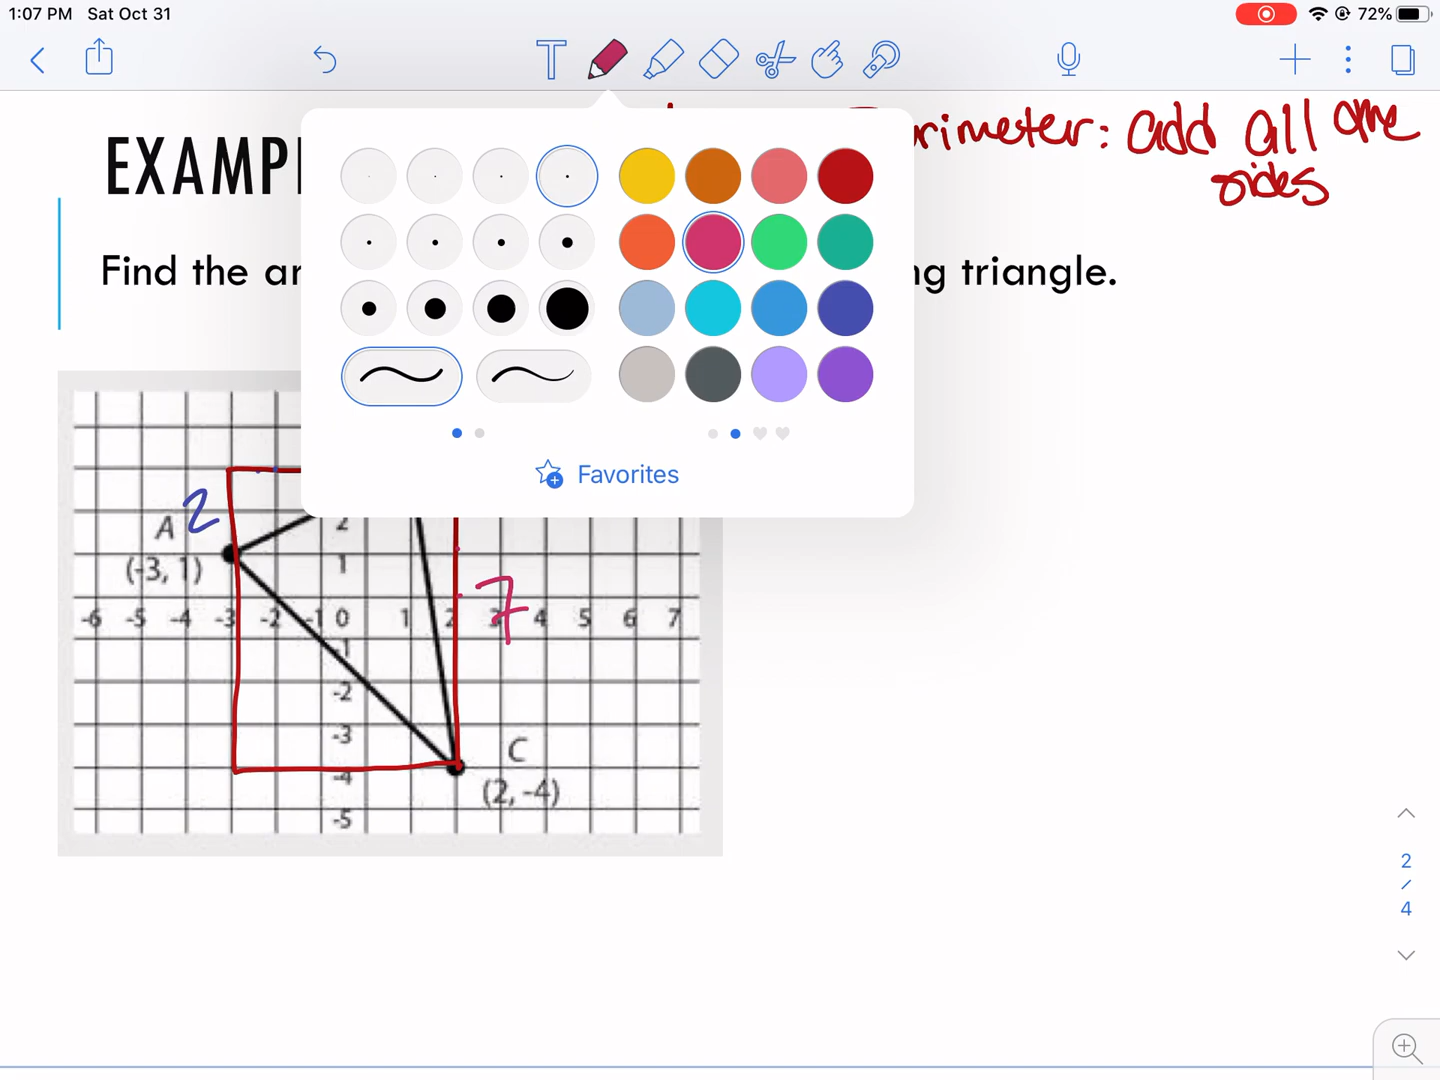 1:07 PM Sat Oct 31 72%
T
rimeter: add all the
sides
EXAMP
Find the ar ng triangle.
Favorites
A 2 2
(-3, 1) 1 7
-6 -5 -4 -3 -2 -1 0 1 2 3 4 5 6 7
-1
-2
-3
C
-4 (2, -4)
-5
2
/
4